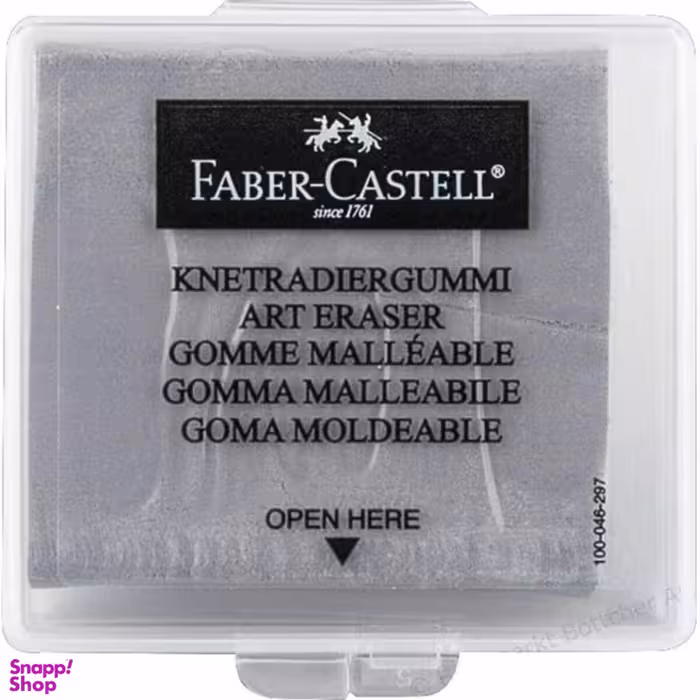 FABER-CASTELL®
since 1761
KNETRADIERGUMMI
ART ERASER
GOMME MALLÉABLE
GOMMA MALLEABILE
GOMA MOLDEABLE
OPEN HERE
100-046-297
Böttcher
Snapp!
Shop